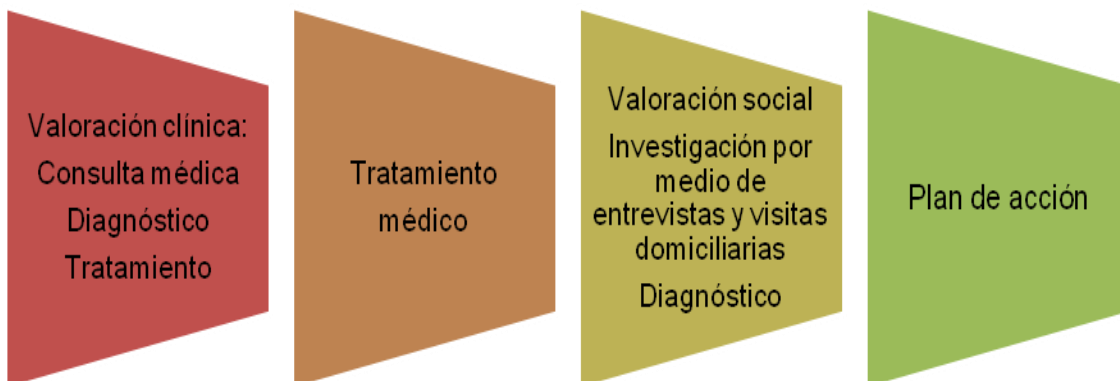 Valoración clínica:
Consulta médica
Diagnóstico
Tratamiento
Tratamiento
médico
Valoración social
Investigación por
medio de
entrevistas y visitas
domiciliarias
Diagnóstico
Plan de acción